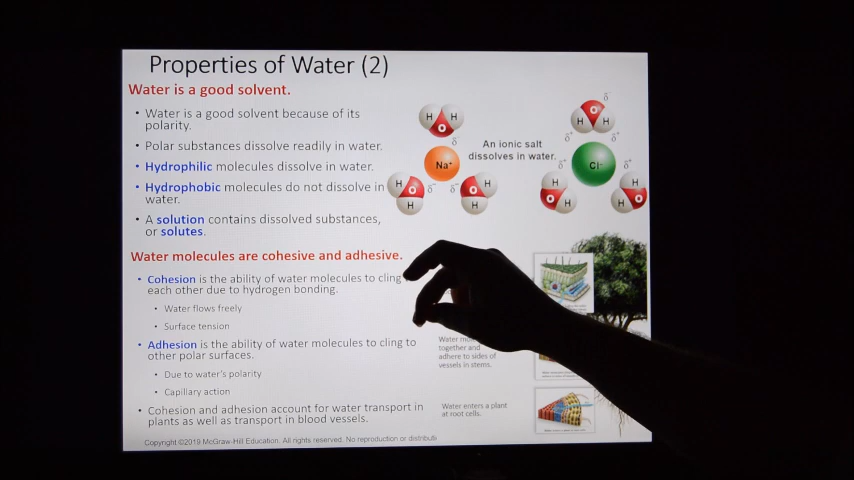 Properties of Water (2)
Water is a good solvent.
• Water is a good solvent because of its
polarity.
• Polar substances dissolve readily in water.
• Hydrophilic molecules dissolve in water.
• Hydrophobic molecules do not dissolve in
water.
• A solution contains dissolved substances,
or solutes.
H H
O
δ-
An ionic salt
dissolves in water.
Na+
H O δ-
H
δ- O H
H
δ-
O
H H
δ+ δ+
Cl-
δ+ δ+
H
O H
H
H O
Water molecules are cohesive and adhesive.
• Cohesion is the ability of water molecules to cling
each other due to hydrogen bonding.
• Water flows freely
• Surface tension
• Adhesion is the ability of water molecules to cling to
other polar surfaces.
• Due to water's polarity
• Capillary action
• Cohesion and adhesion account for water transport in
plants as well as transport in blood vessels.
Water
together and
adhere to sides of
vessels in stems.
Water enters a plant
at root cells.
Copyright ©2019 McGraw-Hill Education. All rights reserved. No reproduction or distributi